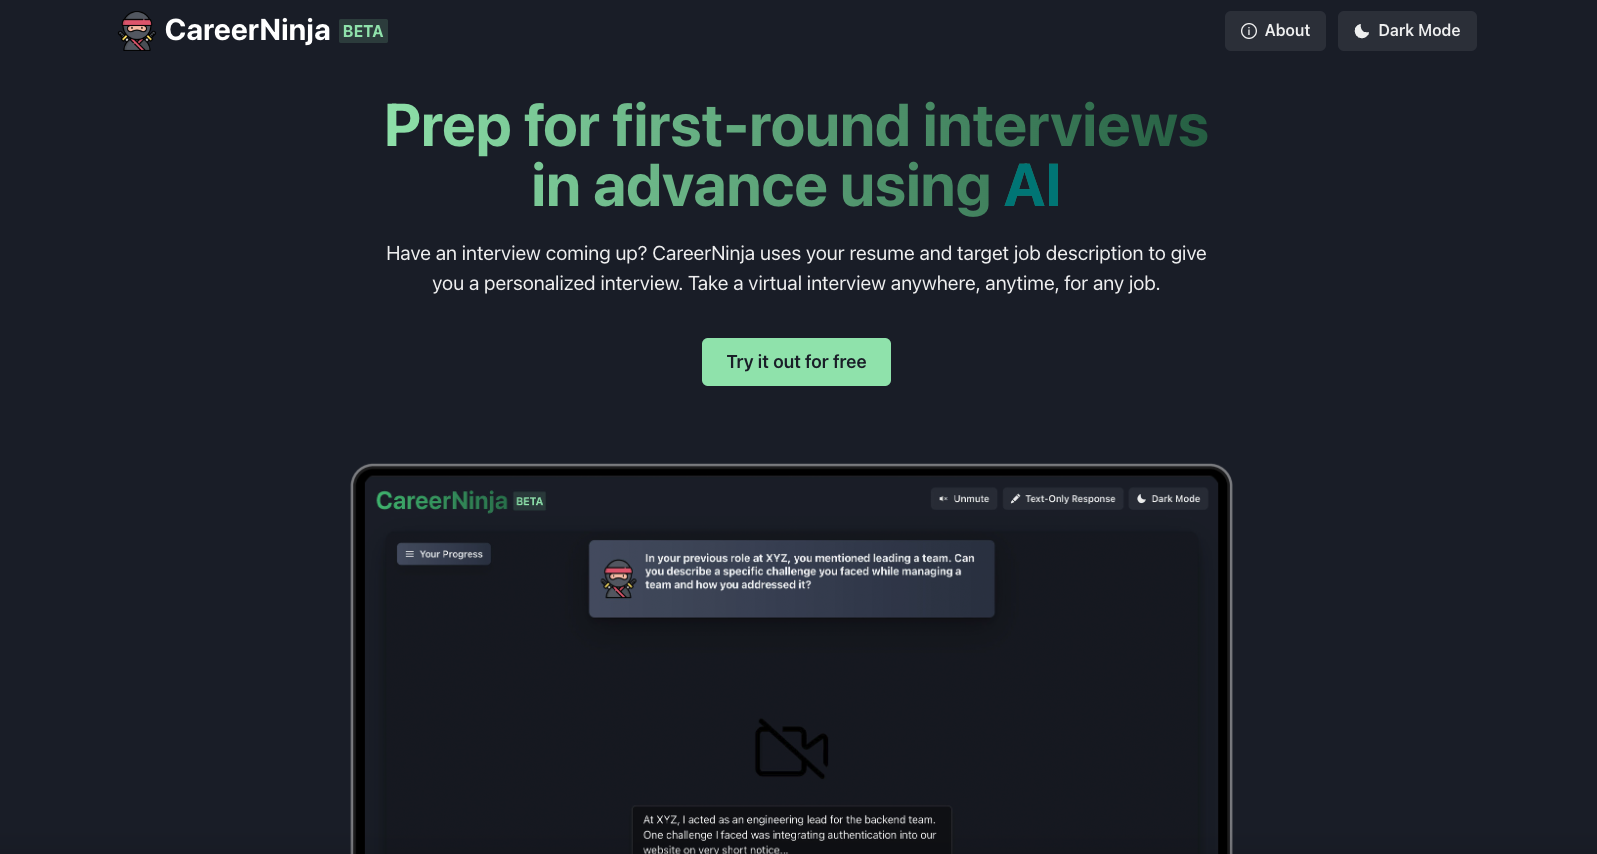 CareerNinja BETA
About
Dark Mode
Prep for first-round interviews
in advance using AI
Have an interview coming up? CareerNinja uses your resume and target job description to give
you a personalized interview. Take a virtual interview anywhere, anytime, for any job.
Try it out for free
CareerNinja BETA
Unmute
Text-Only Response
Dark Mode
Your Progress
In your previous role at XYZ, you mentioned leading a team. Can
you describe a specific challenge you faced while managing a
team and how you addressed it?
At XYZ, I acted as an engineering lead for the backend team.
One challenge I faced was integrating authentication into our
website on very short notice...